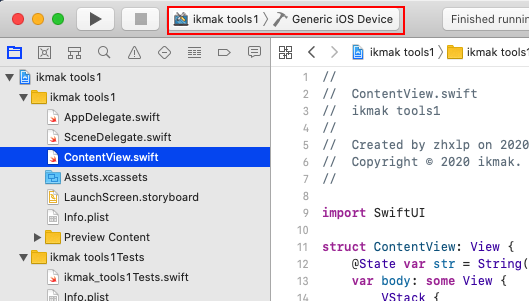 ikmak tools1 〉 Generic iOS Device
Finished runnin
ikmak tools1
ikmak tools1
AppDelegate.swift
SceneDelegate.swift
ContentView.swift
Assets.xcassets
LaunchScreen.storyboard
Info.plist
Preview Content
ikmak tools1Tests
ikmak_tools1Tests.swift
Info.plist
ikmak tools1 〉 ikmak tools
1 //
2 //  ContentView.swift
3 //  ikmak tools1
4 //
5 //  Created by zhxlp on 2020
6 //  Copyright © 2020 ikmak.
7 //
8
9 import SwiftUI
10
11 struct ContentView: View {
12     @State var str = String(
13     var body: some View {
14         VStack {